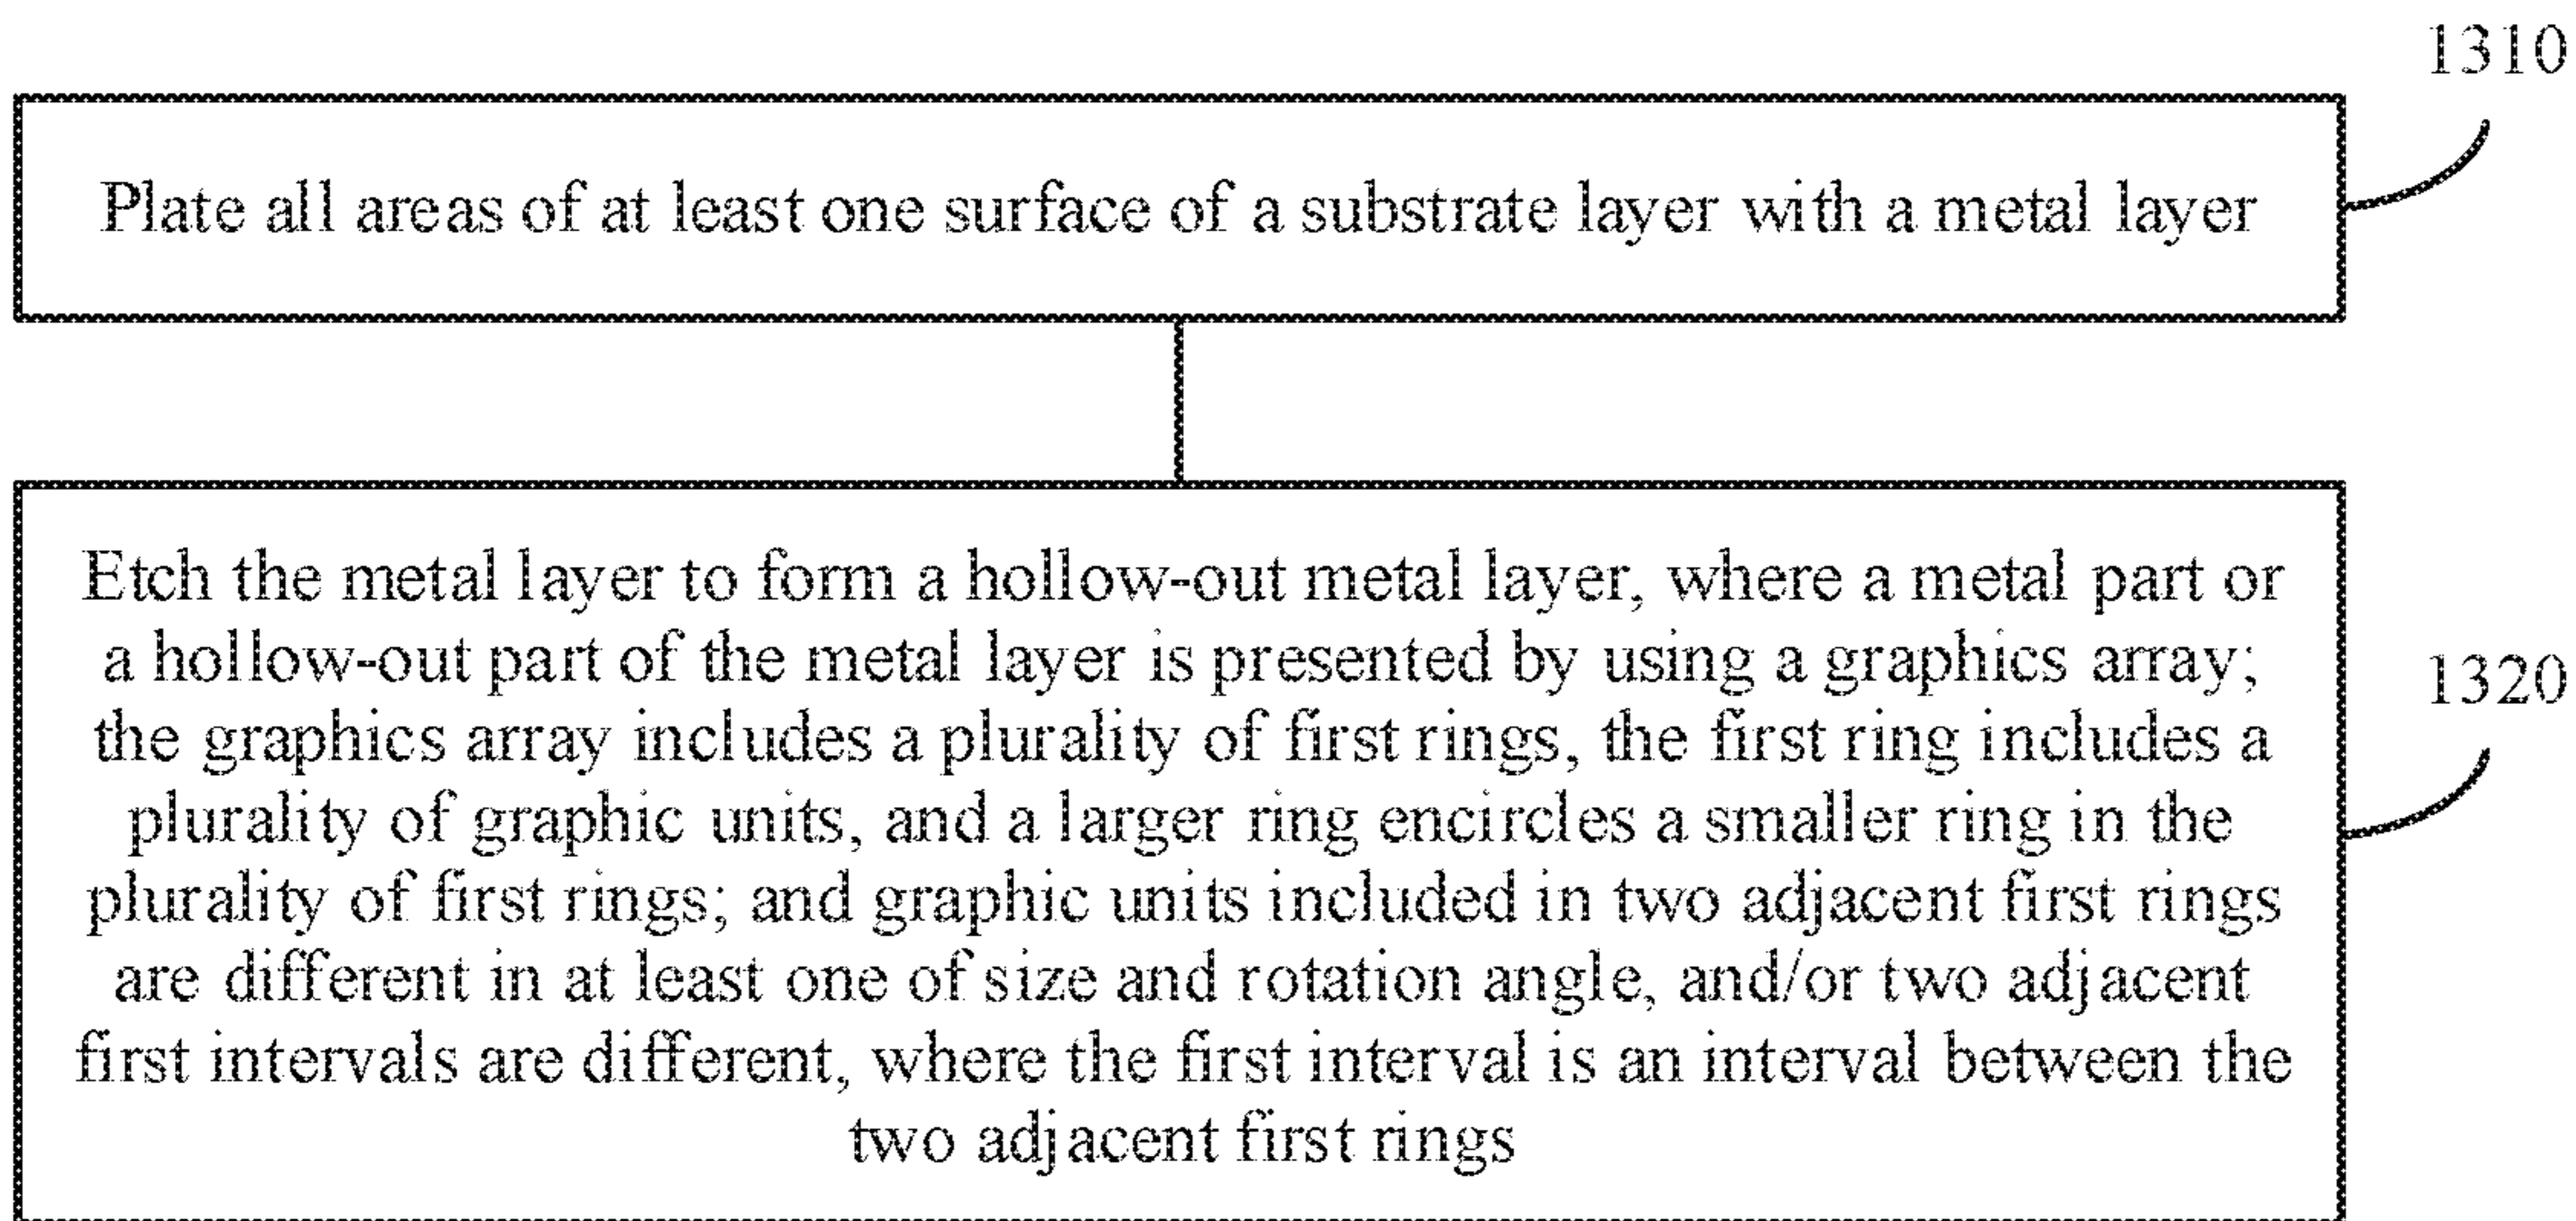 1310
Plate all areas of at least one surface of a substrate layer with a metal layer
Etch the metal layer to form a hollow-out metal layer, where a metal part or
a hollow-out part of the metal layer is presented by using a graphics array;
1320
the graphics array includes a plurality of first rings, the first ring includes a
plurality of graphic units, and a larger ring encircles a smaller ring in the
plurality of first rings; and graphic units included in two adjacent first rings
are different in at least one of size and rotation angle, and/or two adjacent
first intervals are different, where the first interval is an interval between the
two adjacent first rings